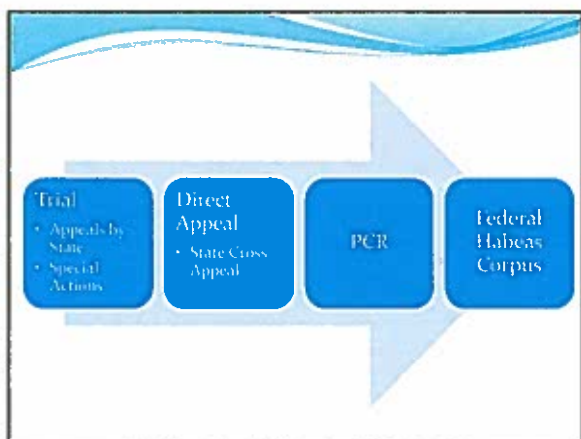 Trial
• Appeals by
State
• Special
Actions
Direct
Appeal
• State Cross
Appeal
PCR
Federal
Habeas
Corpus